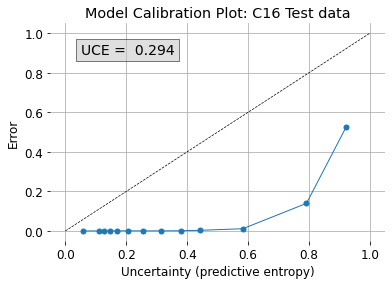 Model Calibration Plot: C16 Test data
UCE =  0.294
1.0
0.8
0.6
0.4
0.2
0.0
Error
0.0 0.2 0.4 0.6 0.8 1.0
Uncertainty (predictive entropy)